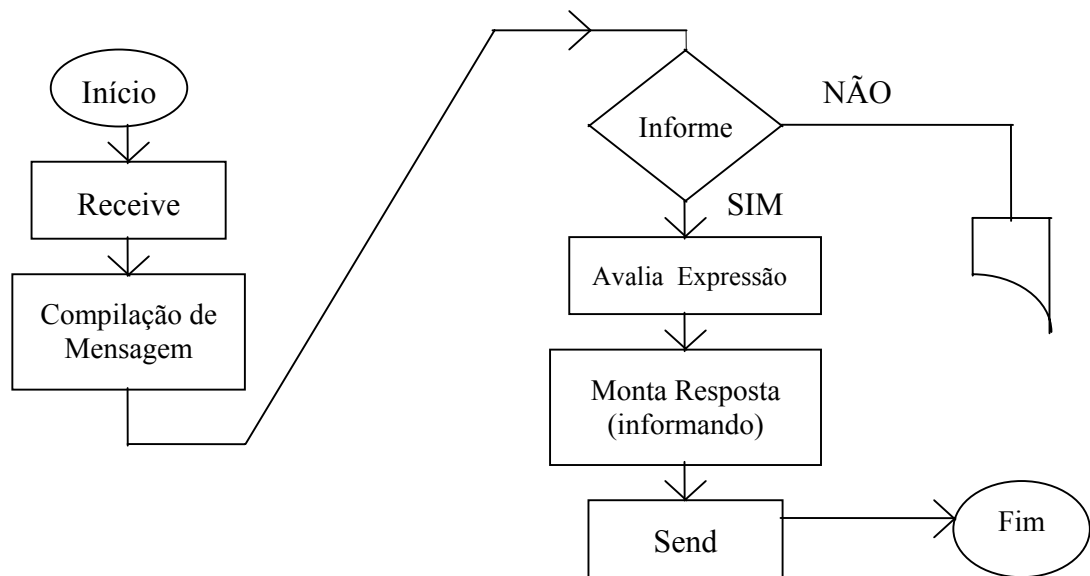 Início
Receive
Compilação de
Mensagem
Informe
NÃO
SIM
Avalia Expressão
Monta Resposta
(informando)
Send
Fim